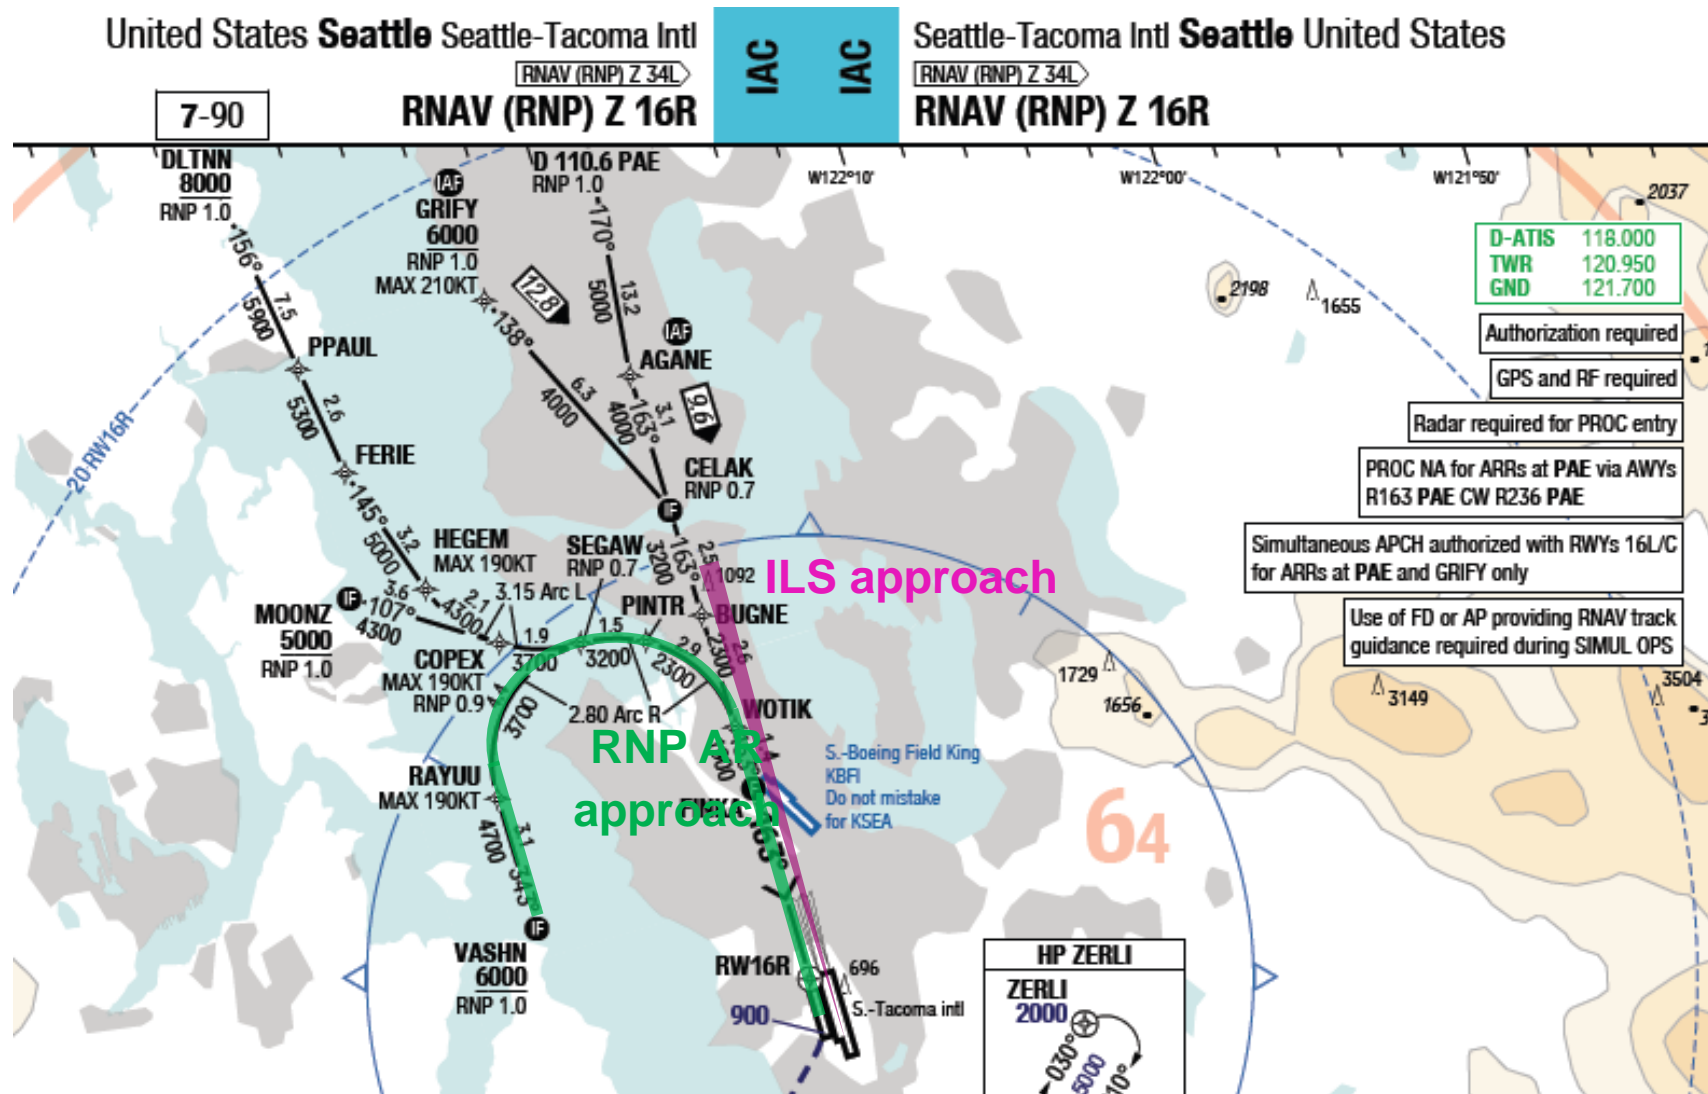 United States Seattle Seattle-Tacoma Intl
RNAV (RNP) Z 34L
7-90
RNAV (RNP) Z 16R
IAC
IAC
Seattle-Tacoma Intl Seattle United States
RNAV (RNP) Z 34L
RNAV (RNP) Z 16R
DLTNN
8000
RNP 1.0
156°
7.5
5900
PPAUL
2.6
5300
FERIE
145°
3.2
5000
20 RW16R
IAF
GRIFY
6000
RNP 1.0
MAX 210KT
138°
12.8
6.3
4000
D 110.6 PAE
RNP 1.0
170°
13.2
5000
IAF
AGANE
3.1
163°
4000
9.6
CELAK
RNP 0.7
IF
163°
2.5
3200
1092
BUGNE
2.6
2300
W122°10'
W122°00'
W121°50'
2037
2198
1655
D-ATIS 118.000
TWR 120.950
GND 121.700
Authorization required
GPS and RF required
Radar required for PROC entry
PROC NA for ARRs at PAE via AWYs
R163 PAE CW R236 PAE
Simultaneous APCH authorized with RWYs 16L/C
for ARRs at PAE and GRIFY only
Use of FD or AP providing RNAV track
guidance required during SIMUL OPS
ILS approach
HEGEM
MAX 190KT
2.1
4300
3.15 Arc L
SEGAW
RNP 0.7
PINTR
IF
MOONZ
5000
RNP 1.0
3.6
107°
4300
COPEX
MAX 190KT
RNP 0.9
1.9
3700
1.5
3200
2.9
2300
3700
2.80 Arc R
WOTIK
RNP AR
approach
RAYUU
MAX 190KT
3.1
4700
343°
IF
VASHN
6000
RNP 1.0
S.-Boeing Field King
KBFI
Do not mistake
for KSEA
64
1729
1656
3149
3504
RW16R
696
S.-Tacoma intl
900
HP ZERLI
ZERLI
2000
030°
5000